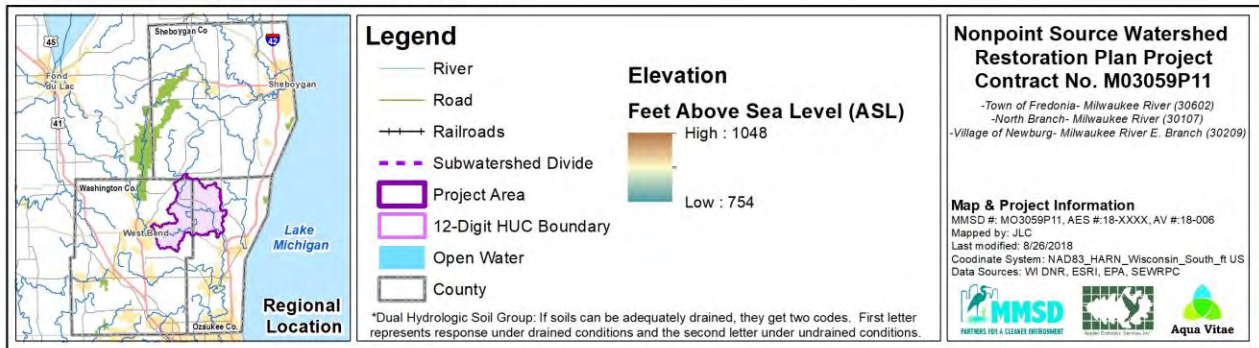 Sheboygan Co
45
42
Fond
du Lac
Sheboygan
41
Washington Co.
West Bend
Lake
Michigan
Ozaukee Co.
Regional
Location
Legend
River
Road
Railroads
Subwatershed Divide
Project Area
12-Digit HUC Boundary
Open Water
County
Elevation
Feet Above Sea Level (ASL)
High : 1048
Low : 754
*Dual Hydrologic Soil Group: If soils can be adequately drained, they get two codes. First letter
represents response under drained conditions and the second letter under undrained conditions.
Nonpoint Source Watershed
Restoration Plan Project
Contract No. M03059P11
-Town of Fredonia- Milwaukee River (30602)
-North Branch- Milwaukee River (30107)
-Village of Newburg- Milwaukee River E. Branch (30209)
Map & Project Information
MMSD #: MO3059P11, AES #:18-XXXX, AV #:18-006
Mapped by: JLC
Last modified: 8/26/2018
Coodinate System: NAD83_HARN_Wisconsin_South_ft US
Data Sources: WI DNR, ESRI, EPA, SEWRPC
MMSD
PARTNERS FOR A CLEANER ENVIRONMENT
Applied Ecological Services, Inc.
Aqua Vitae